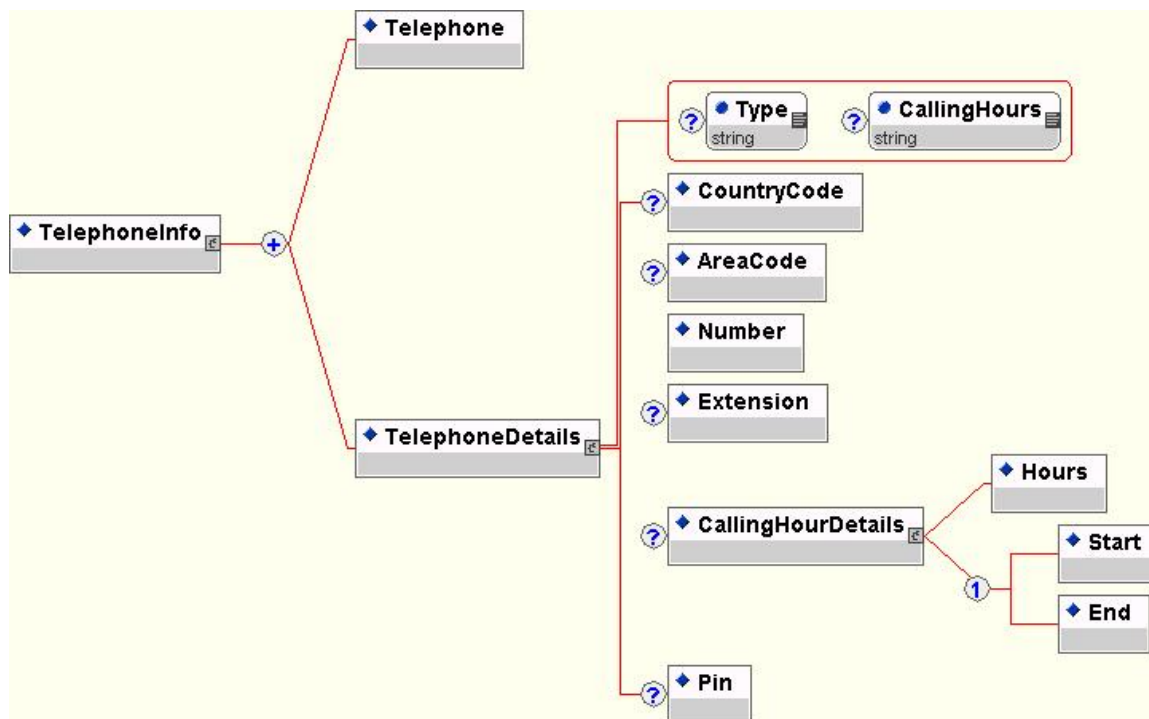 Telephone
? Type ? CallingHours
string string
? CountryCode
TelephoneInfo +
? AreaCode
Number
? Extension
TelephoneDetails
Hours
? CallingHourDetails
Start
1
End
? Pin